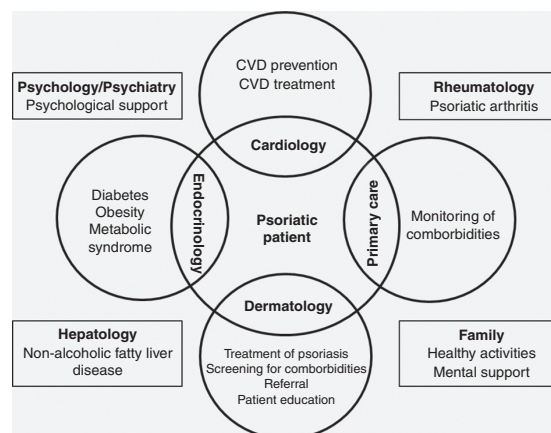 CVD prevention
CVD treatment
Psychology/Psychiatry
Psychological support
Rheumatology
Psoriatic arthritis
Cardiology
Endocrinology
Diabetes
Obesity
Metabolic
syndrome
Psoriatic
patient
Primary care
Monitoring of
comborbidities
Dermatology
Hepatology
Non-alcoholic fatty liver
disease
Treatment of psoriasis
Screening for comborbidities
Referral
Patient education
Family
Healthy activities
Mental support